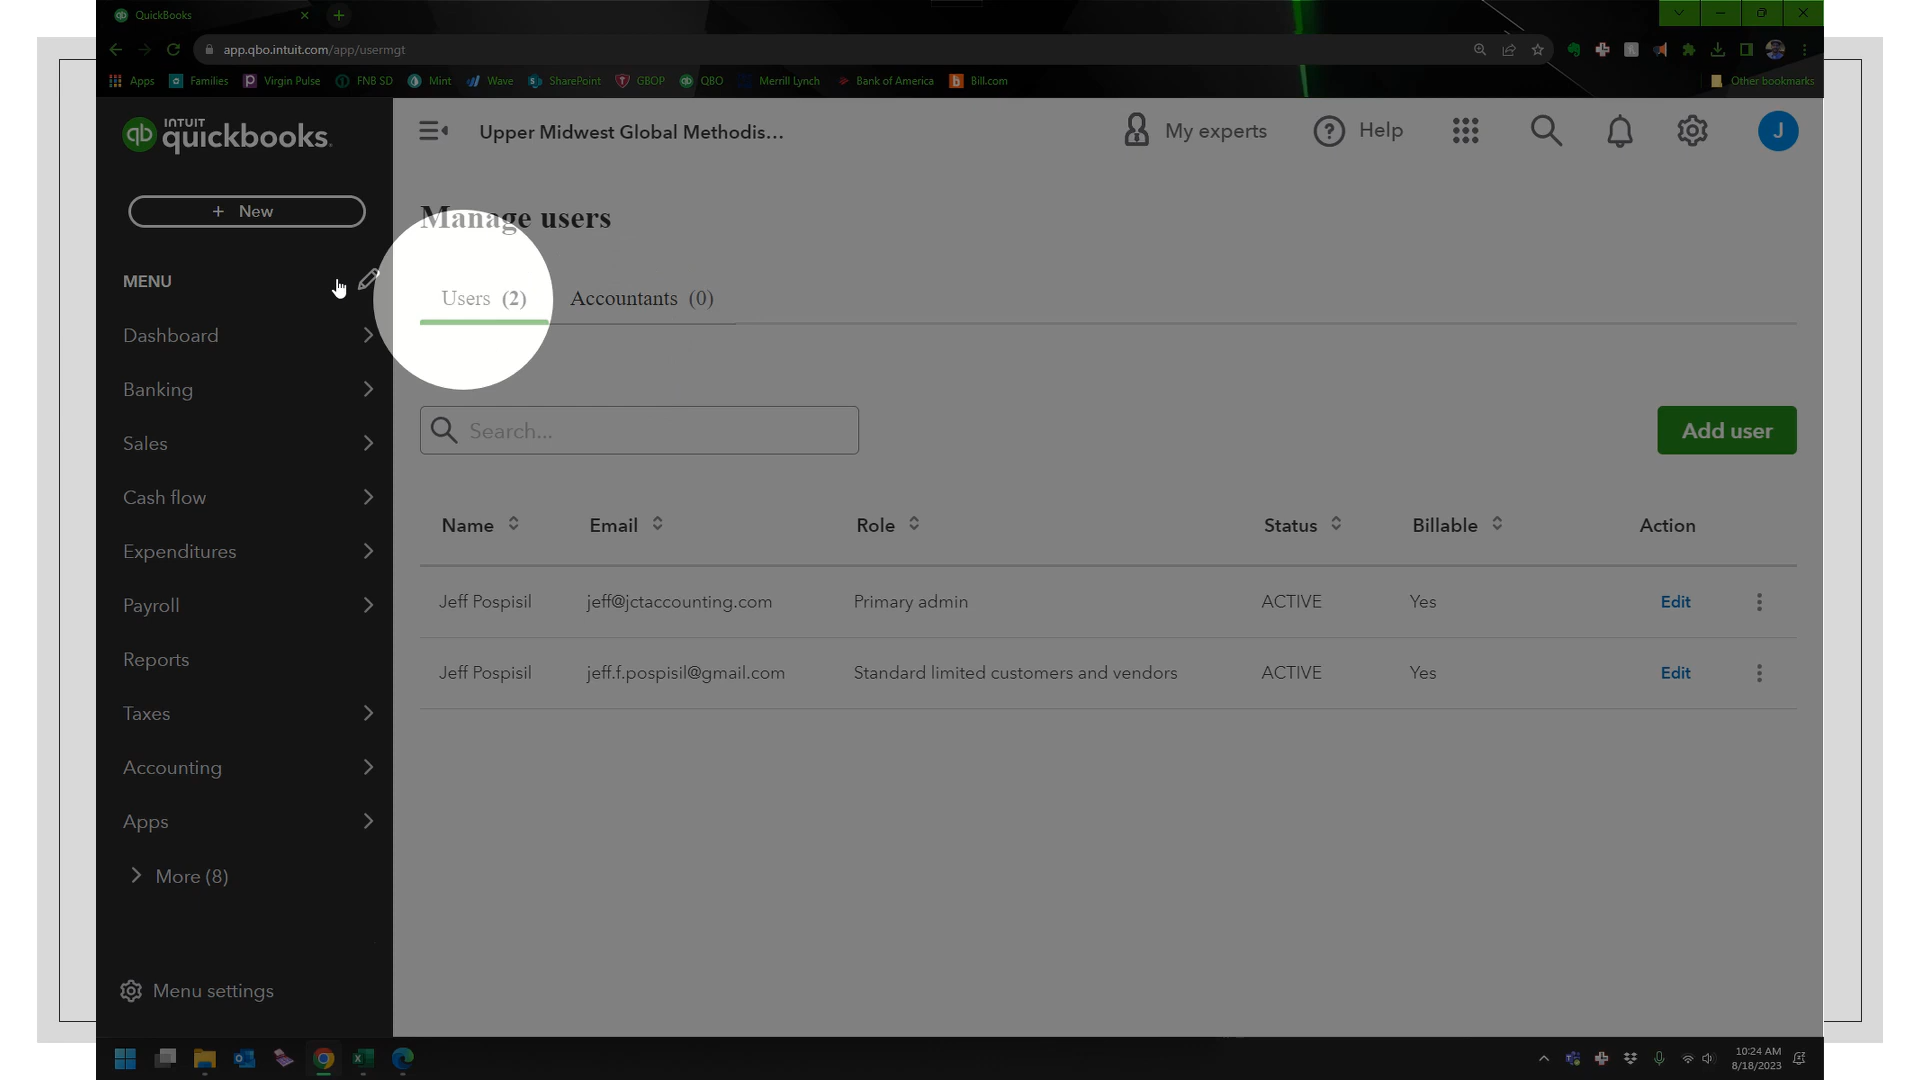 QuickBooks
app.qbo.intuit.com/app/usermgt
Apps Families Virgin Pulse FNB SD Mint Wave SharePoint GBOP QBO Merrill Lynch Bank of America Bill.com Other bookmarks
INTUIT
quickbooks.
Upper Midwest Global Methodis...
My experts Help J
+ New
Manage users
MENU
Users (2) Accountants (0)
Dashboard
Banking
Sales
Cash flow
Expenditures
Payroll
Reports
Taxes
Accounting
Apps
More (8)
Menu settings
Search...
Add user
Name Email Role Status Billable Action
Jeff Pospisil jeff@jctaccounting.com Primary admin ACTIVE Yes Edit
Jeff Pospisil jeff.f.pospisil@gmail.com Standard limited customers and vendors ACTIVE Yes Edit
10:24 AM
8/18/2023